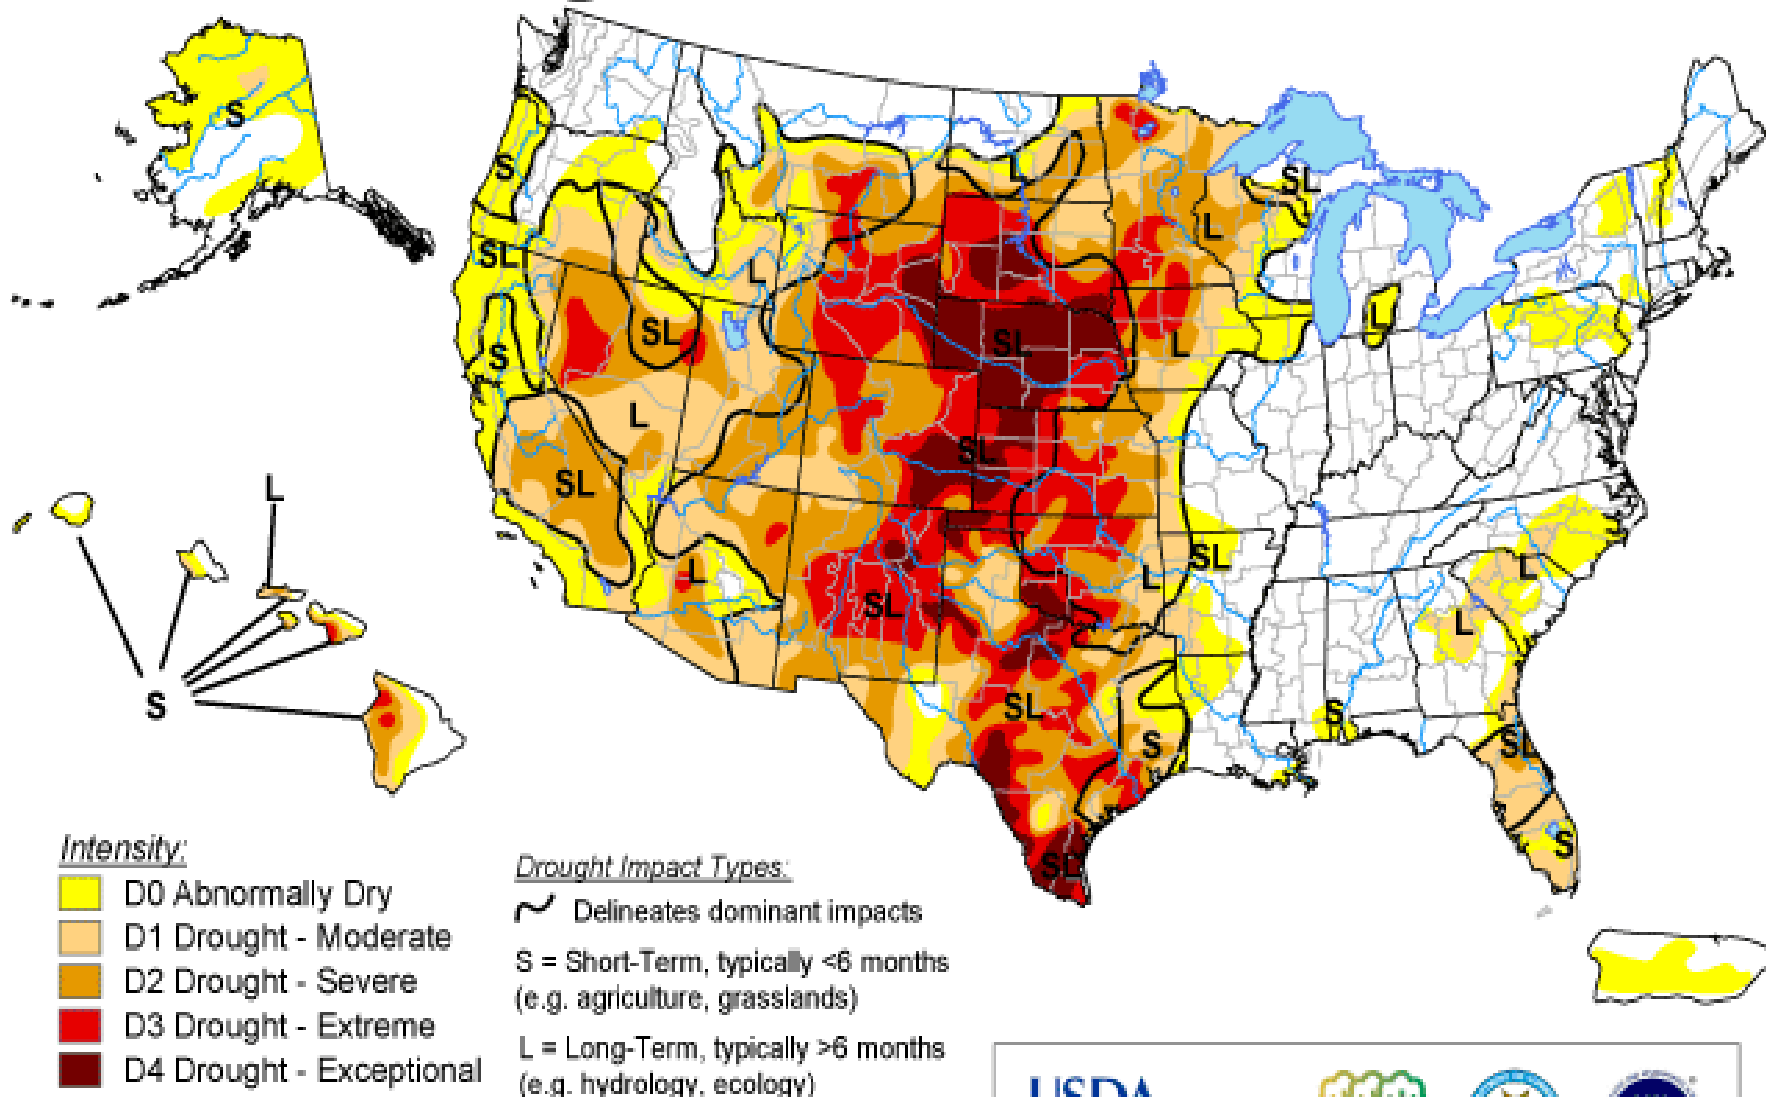 S
S
SL
L
SL
L
SL
S
SL
L
L
SL
L
SL
L
SL
L
SL
L
L
L
SL
SL
S
S
S
SL
S
L
S
Intensity:
D0 Abnormally Dry
D1 Drought - Moderate
D2 Drought - Severe
D3 Drought - Extreme
D4 Drought - Exceptional
Drought Impact Types:
Delineates dominant impacts
S = Short-Term, typically <6 months
(e.g. agriculture, grasslands)
L = Long-Term, typically >6 months
(e.g. hydrology, ecology)
USDA